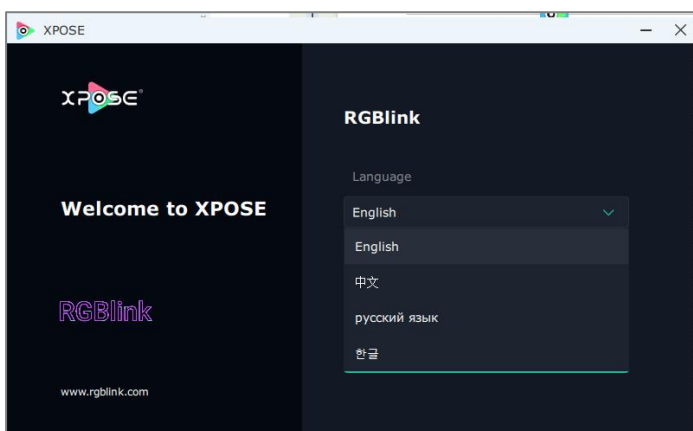 XPOSE
XPOSE
Welcome to XPOSE
RGBlink
www.rgblink.com
RGBlink
Language
English
English
中文
русский язык
한글